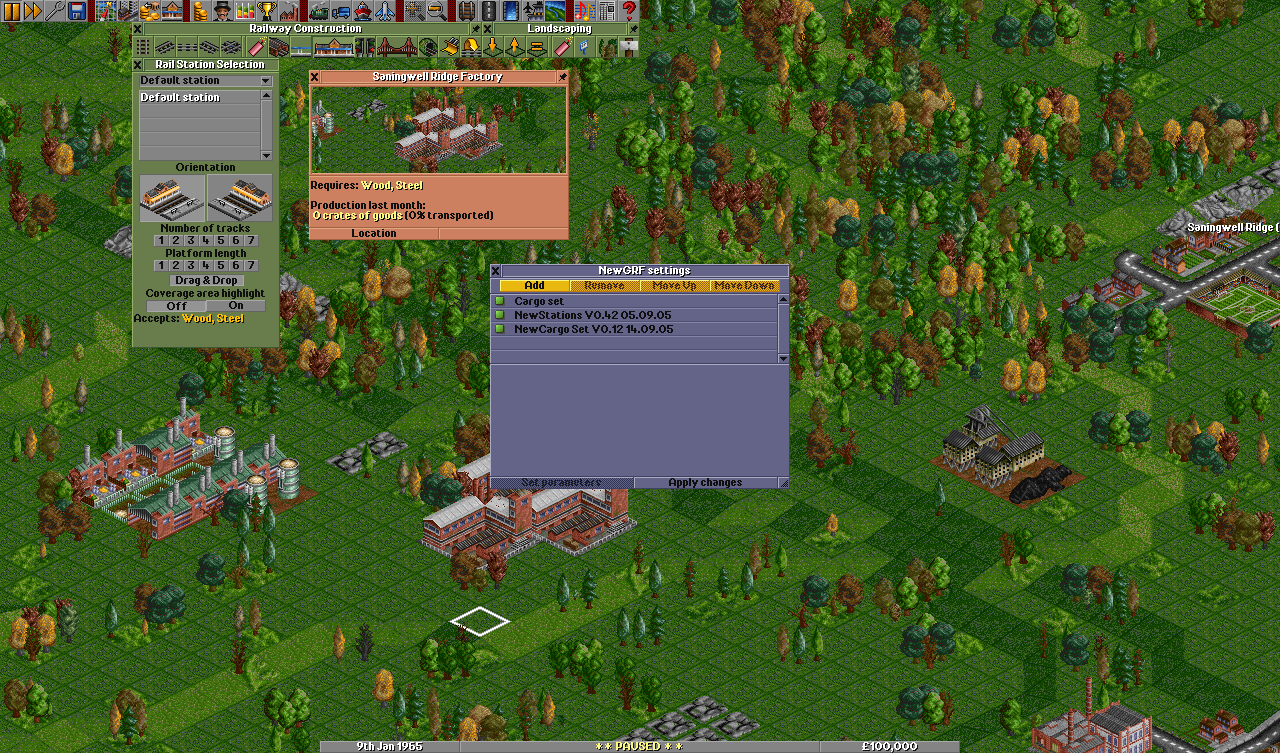 Railway Construction
Landscaping
Rail Station Selection
Default station
Default station
Orientation
Number of tracks
1 2 3 4 5 6 7
Platform length
1 2 3 4 5 6 7
Drag & Drop
Coverage area highlight
Off On
Accepts: Wood, Steel
Saningwell Ridge Factory
Requires: Wood, Steel
Production last month:
0 crates of goods (0% transported)
Location
Saningwell Ridge (
NewGRF settings
Add Remove Move Up Move Down
Cargo set
NewStations V0.42 05.09.05
NewCargo Set V0.12 14.09.05
Set parameters Apply changes
9th Jan 1965
* * PAUSED * *
£100,000